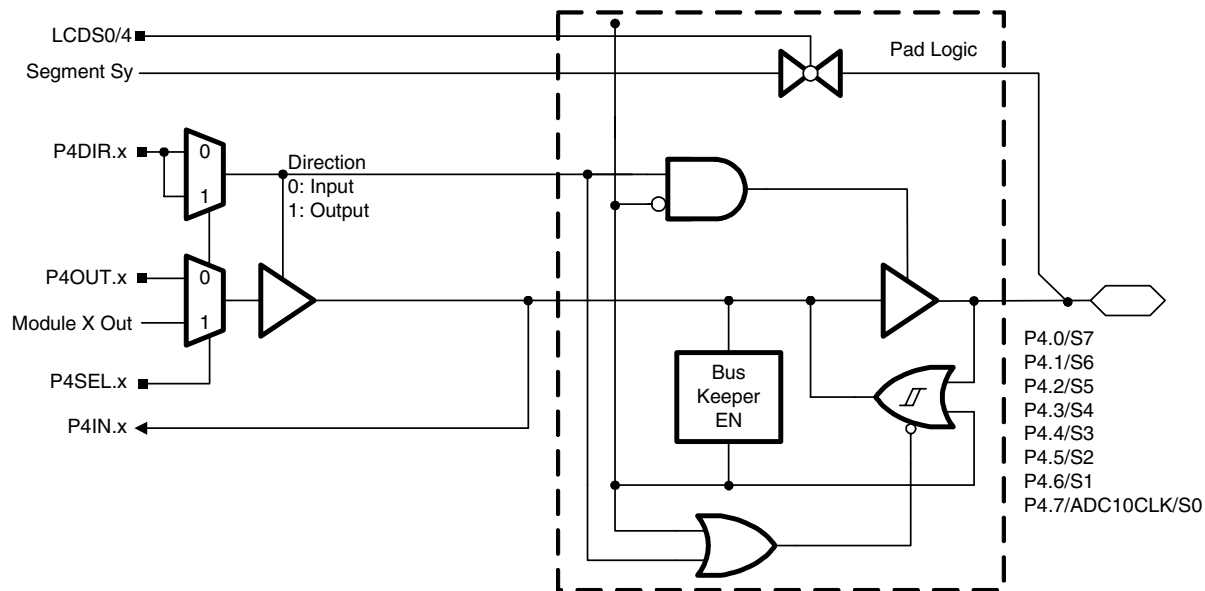 LCDS0/4
Pad Logic
Segment Sy
P4DIR.x
0
1
Direction
0: Input
1: Output
P4OUT.x
0
Module X Out
1
P4SEL.x
P4IN.x
Bus
Keeper
EN
P4.0/S7
P4.1/S6
P4.2/S5
P4.3/S4
P4.4/S3
P4.5/S2
P4.6/S1
P4.7/ADC10CLK/S0